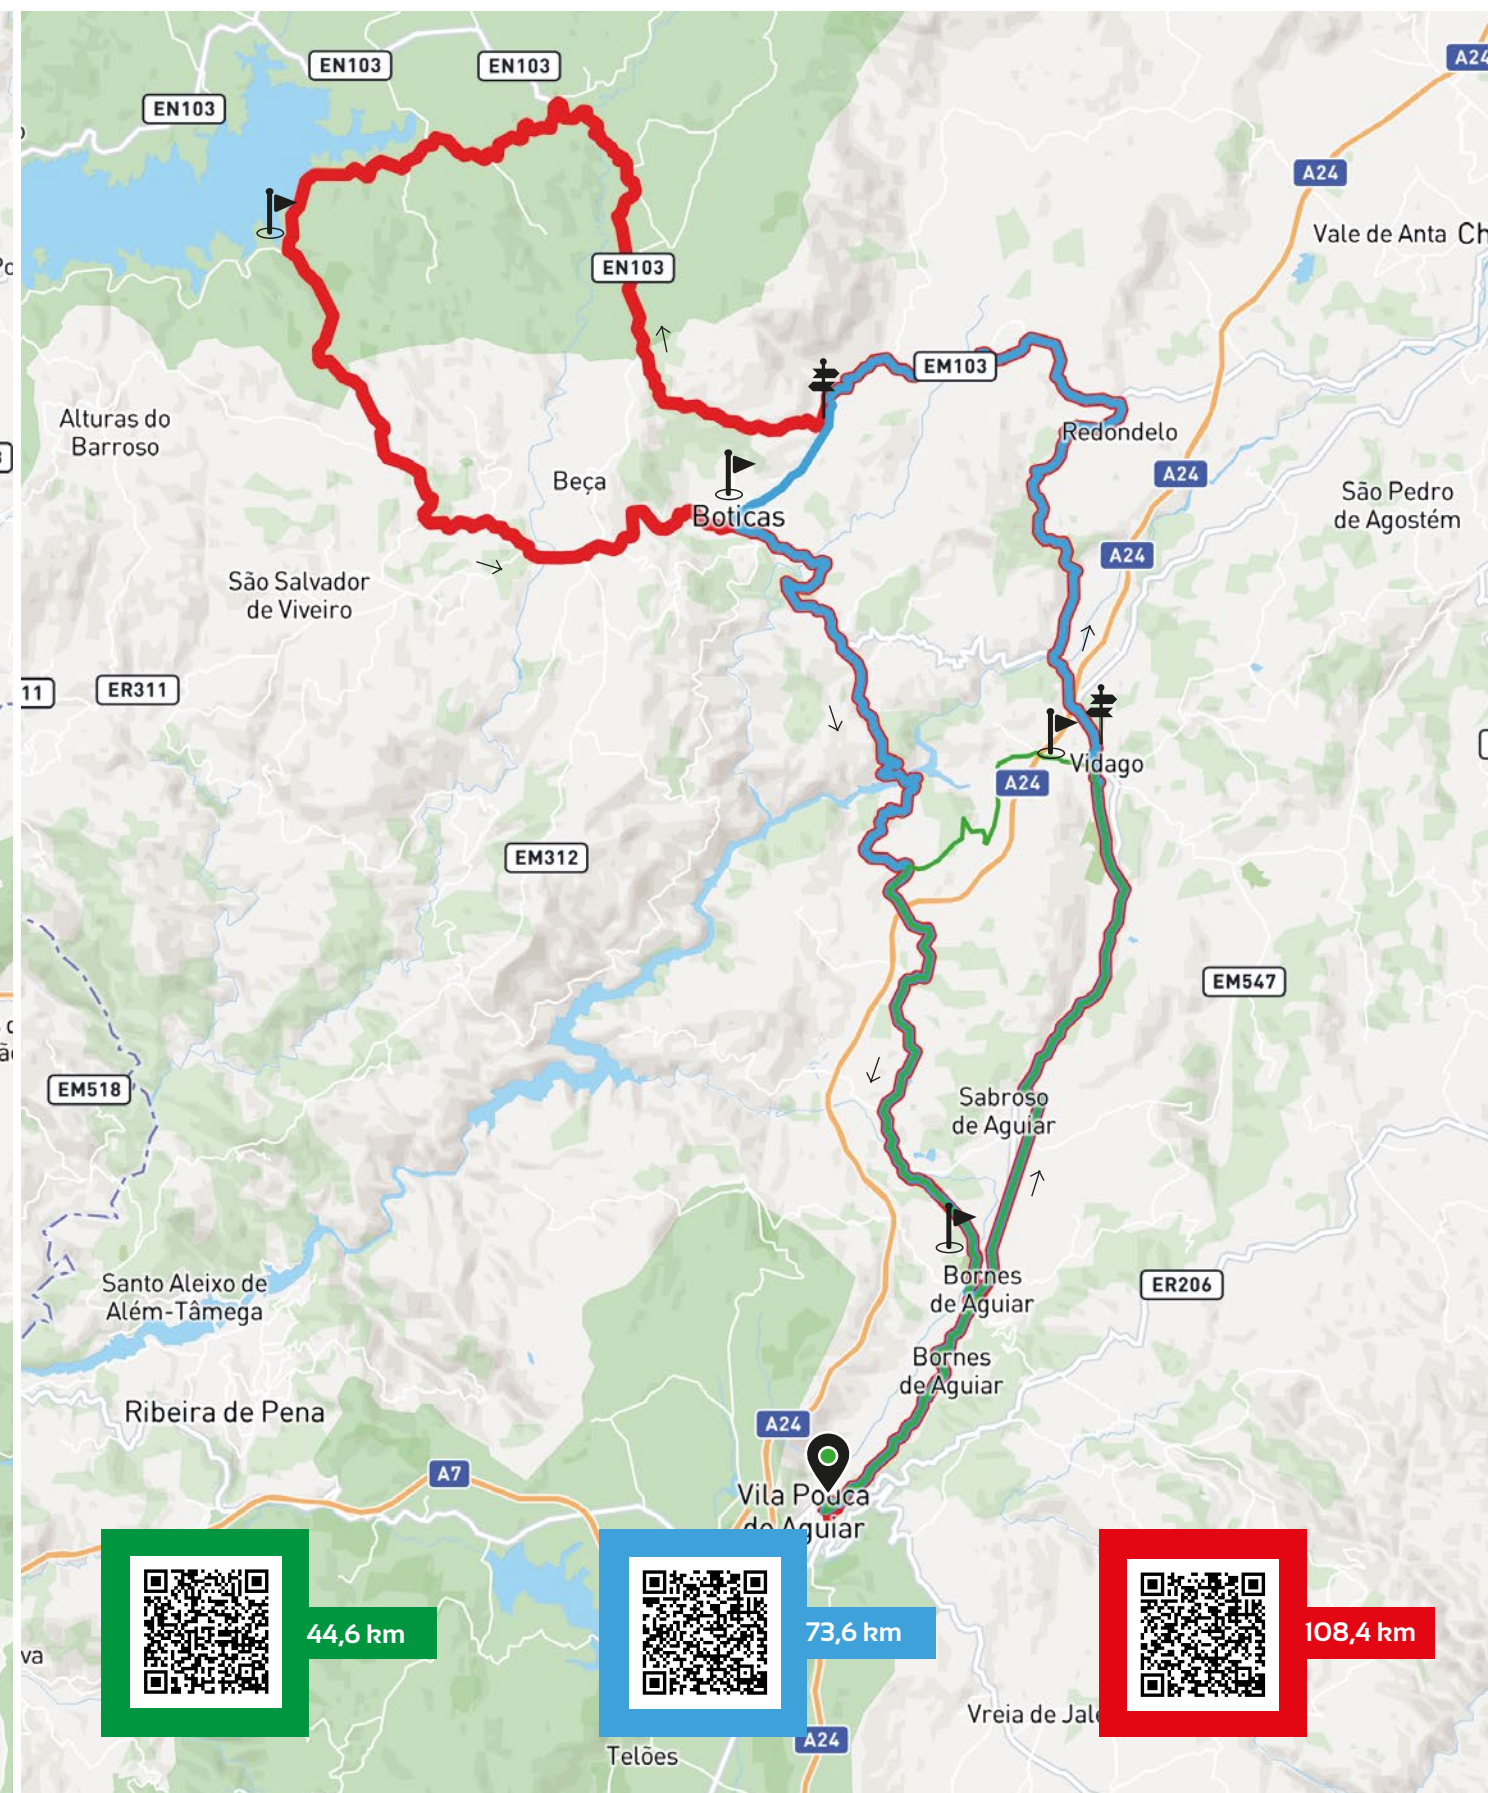 EN103
EN103
A24
EN103
A24
Vale de Anta
EN103
EM103
Alturas do
Barroso
Redondelo
A24
Beça
São Pedro
de Agostém
Boticas
A24
São Salvador
de Viveiro
11
ER311
Vidago
A24
EM312
EM547
EM518
Sabroso
de Aguiar
Santo Aleixo de
Além-Tâmega
Bornes
de Aguiar
ER206
Bornes
de Aguiar
Ribeira de Pena
A24
A7
Vila Pouca
de Aguiar
44,6 km
73,6 km
108,4 km
va
Vreia de Jale
A24
Telões